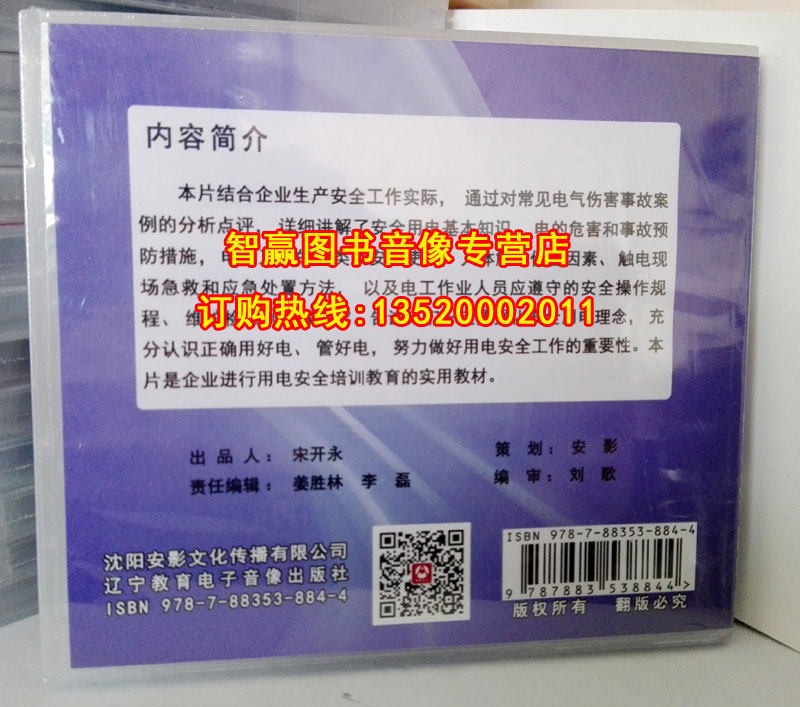 内容简介
本片结合企业生产安全工作实际，通过对常见电气伤害事故案
例的分析点评，详细讲解了安全用电基本知识、电的危害和事故预
智赢图书音像专营店
防措施，因素、触电现
场急救和应急处置方法，以及电工作业人员应遵守的安全操作规
订购热线:13520002011
程、理念，充
分认识正确用好电、管好电，努力做好用电安全工作的重要性。本
片是企业进行用电安全培训教育的实用教材。
出品人：宋开永
策划：安影
责任编辑：姜胜林 李磊
编审：刘歌
沈阳安影文化传播有限公司
辽宁教育电子音像出版社
ISBN 978-7-88353-884-4
ISBN 978-7-88353-884-4
9 787883 538844 >
版权所有 翻版必究